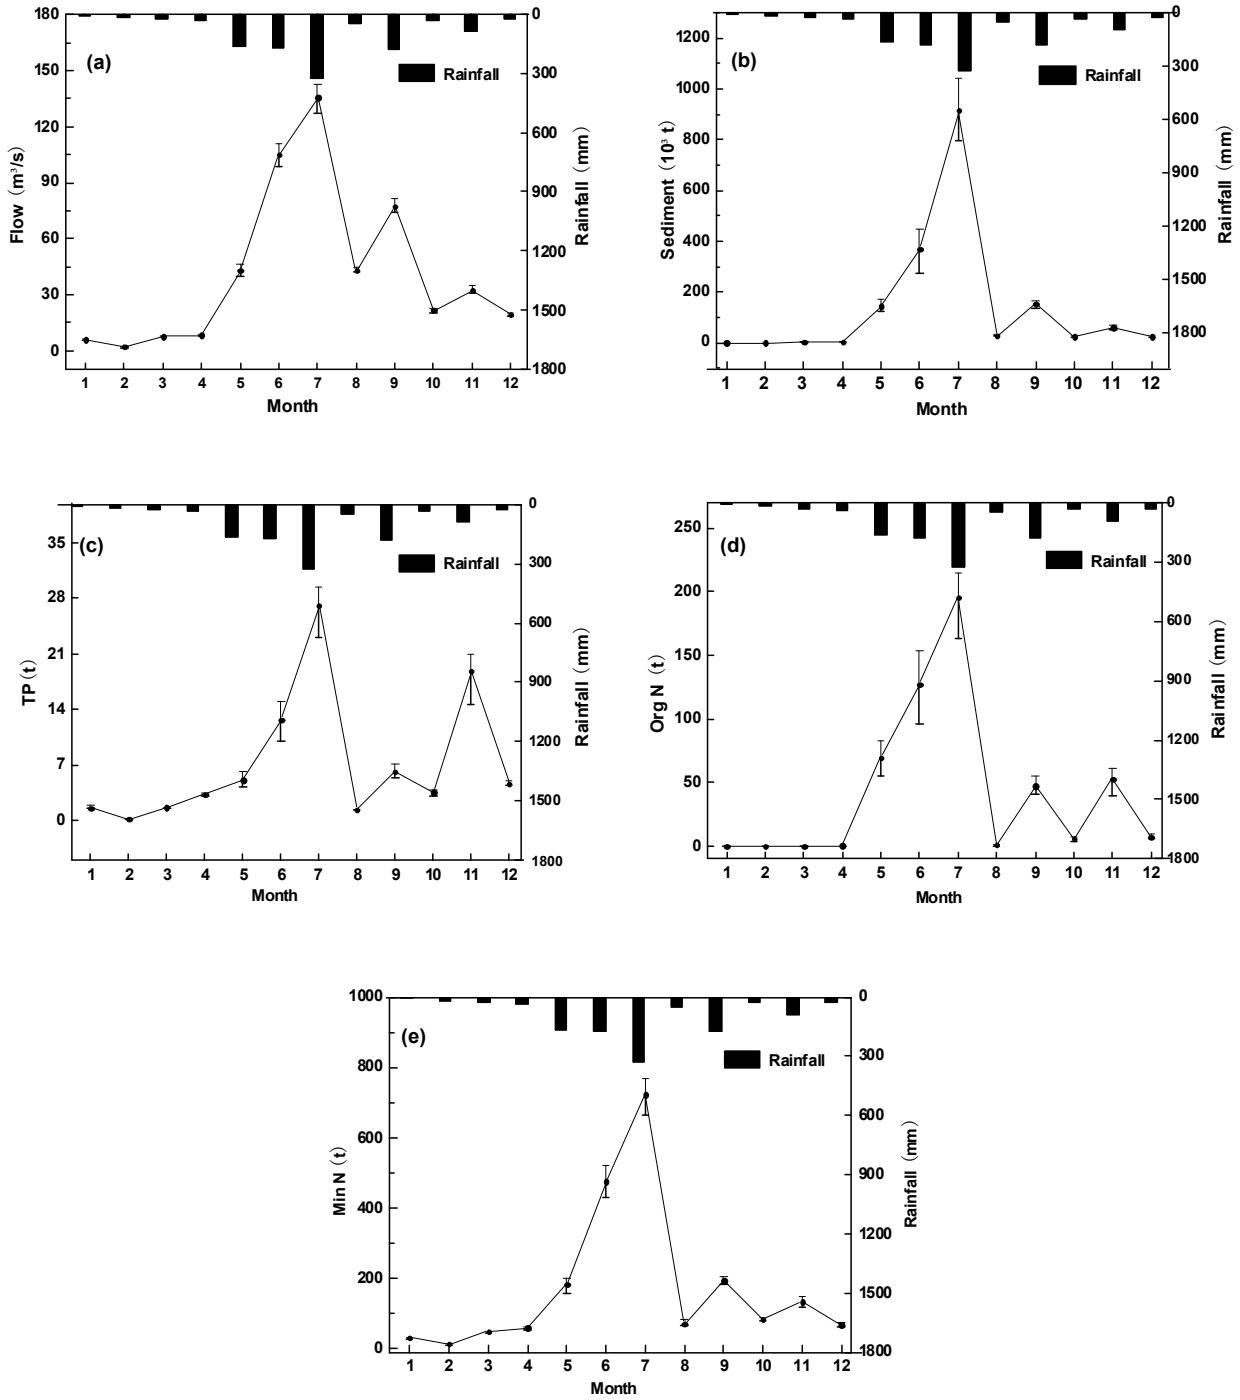 180
150
120
90
60
30
0
Flow (m³/s)
(a)
Rainfall
0
300
600
900
1200
1500
1800
Rainfall (mm)
1 2 3 4 5 6 7 8 9 10 11 12
Month
1200
1000
800
600
400
200
0
Sediment (10³ t)
(b)
Rainfall
0
300
600
900
1200
1500
1800
Rainfall (mm)
1 2 3 4 5 6 7 8 9 10 11 12
Month
35
28
21
14
7
0
TP (t)
(c)
Rainfall
0
300
600
900
1200
1500
1800
Rainfall (mm)
1 2 3 4 5 6 7 8 9 10 11 12
Month
250
200
150
100
50
0
Org N (t)
(d)
Rainfall
0
300
600
900
1200
1500
1800
Rainfall (mm)
1 2 3 4 5 6 7 8 9 10 11 12
Month
1000
800
600
400
200
0
Min N (t)
(e)
Rainfall
0
300
600
900
1200
1500
1800
Rainfall (mm)
1 2 3 4 5 6 7 8 9 10 11 12
Month